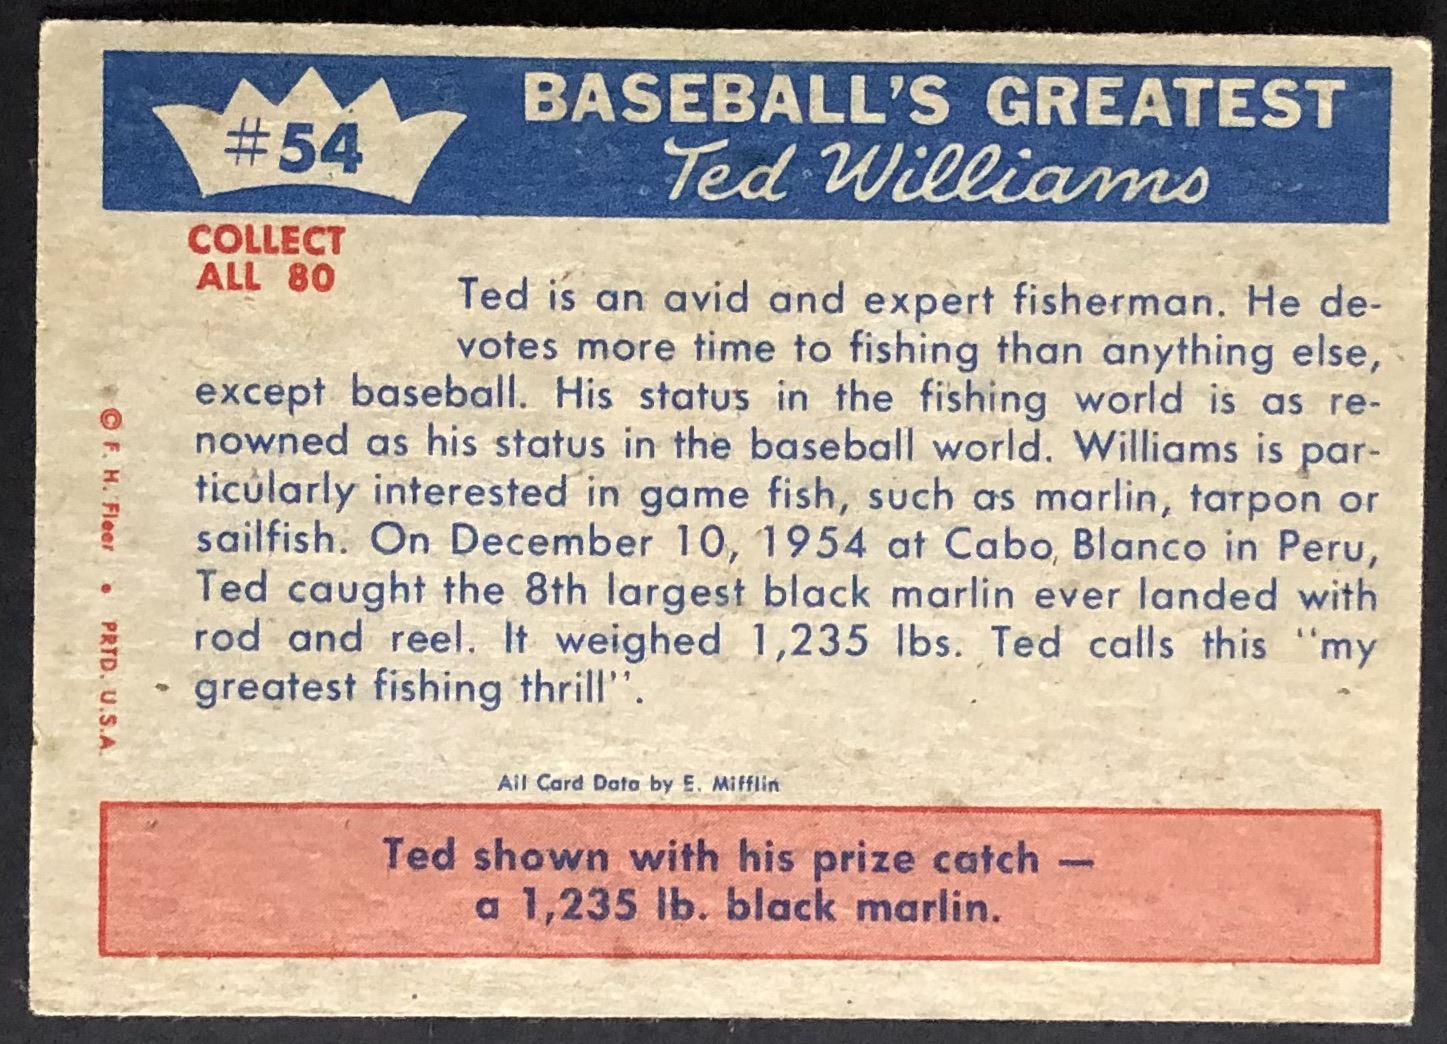 #54
BASEBALL'S GREATEST
Ted Williams
COLLECT
ALL 80
Ted is an avid and expert fisherman. He de-
votes more time to fishing than anything else,
except baseball. His status in the fishing world is as re-
nowned as his status in the baseball world. Williams is par-
ticularly interested in game fish, such as marlin, tarpon or
sailfish. On December 10, 1954 at Cabo, Blanco in Peru,
Ted caught the 8th largest black marlin ever landed with
rod and reel. It weighed 1,235 lbs. Ted calls this "my
greatest fishing thrill".
© F. H. Fleer • PRTD. U.S.A.
All Card Data by E. Mifflin
Ted shown with his prize catch —
a 1,235 lb. black marlin.